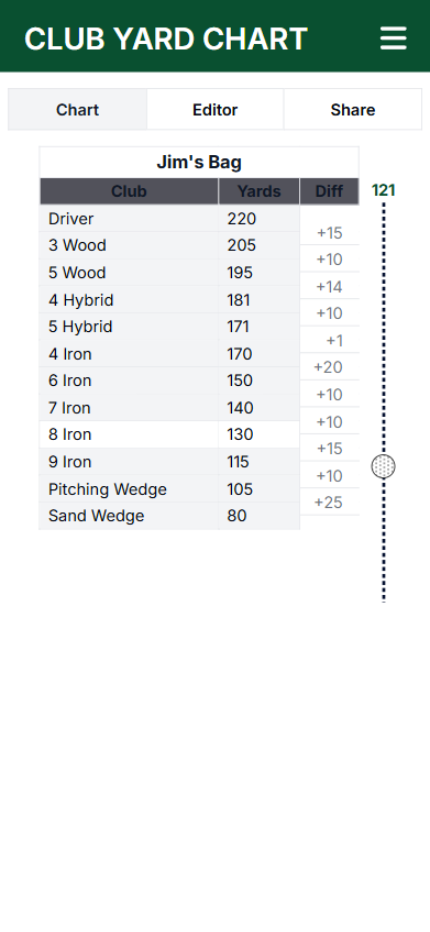 CLUB YARD CHART
Chart Editor Share
Jim's Bag
Club Yards Diff 121
Driver 220
+15
3 Wood 205
+10
5 Wood 195
+14
4 Hybrid 181
+10
5 Hybrid 171
+1
4 Iron 170
+20
6 Iron 150
+10
7 Iron 140
+10
8 Iron 130
+15
9 Iron 115
+10
Pitching Wedge 105
+25
Sand Wedge 80